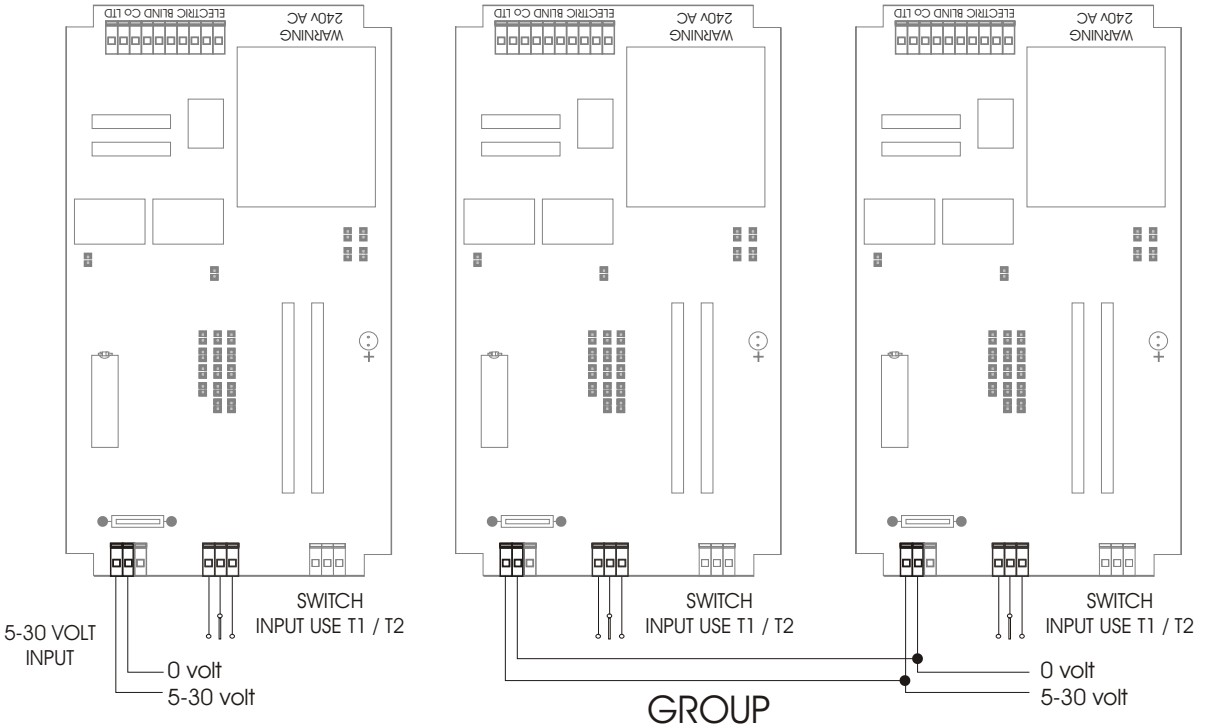 ELECTRIC BLIND CO LTD
WARNING
240v AC
ELECTRIC BLIND CO LTD
WARNING
240v AC
ELECTRIC BLIND CO LTD
WARNING
240v AC
+
+
+
5-30 VOLT
INPUT
SWITCH
INPUT USE T1 / T2
0 volt
5-30 volt
SWITCH
INPUT USE T1 / T2
GROUP
SWITCH
INPUT USE T1 / T2
0 volt
5-30 volt